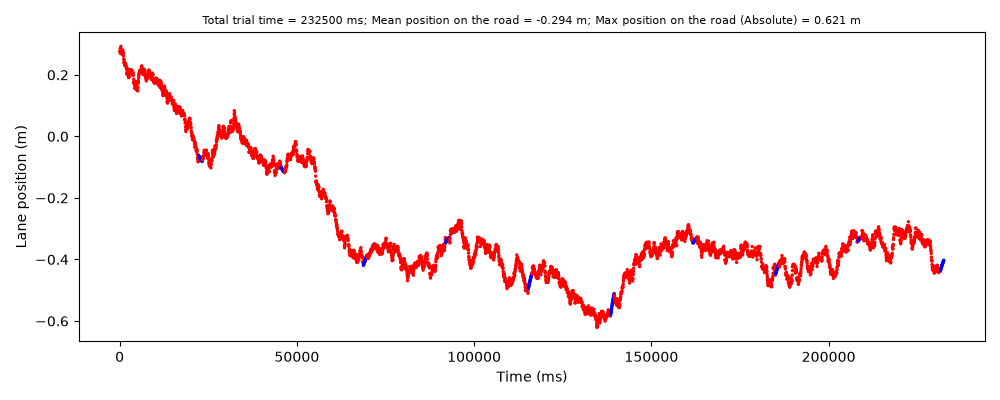 Total trial time = 232500 ms; Mean position on the road = -0.294 m; Max position on the road (Absolute) = 0.621 m
Lane position (m)
0.2
0.0
−0.2
−0.4
−0.6
0 50000 100000 150000 200000
Time (ms)